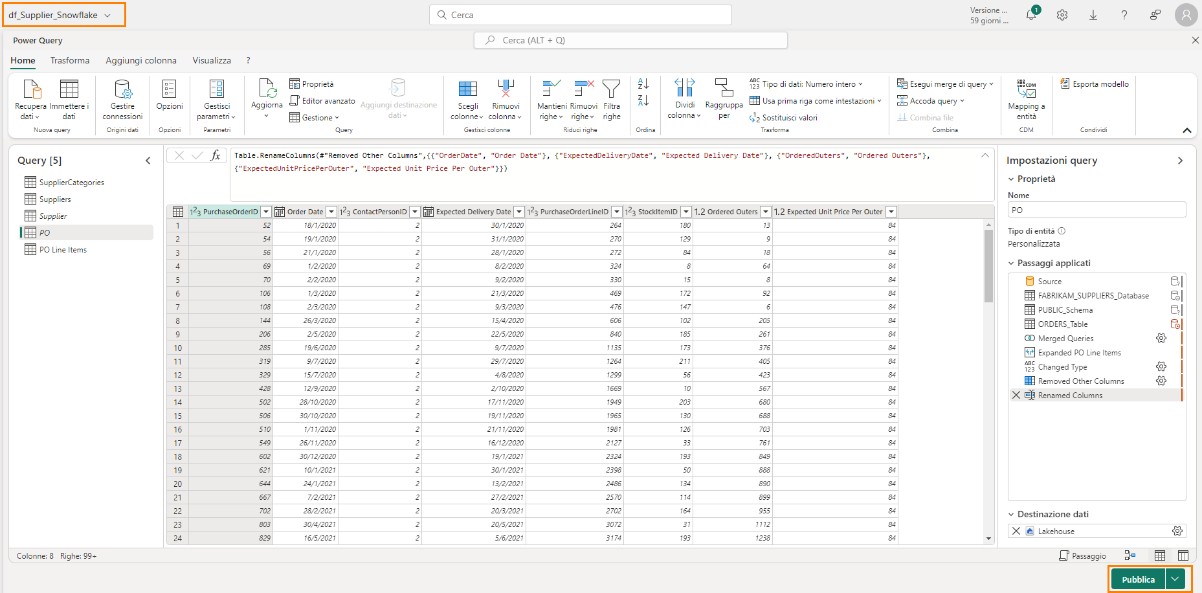 df_Supplier_Snowflake
Cerca
Versione ...
59 giorni ...
1
Power Query
Cerca (ALT + Q)
Home Trasforma Aggiungi colonna Visualizza ?
Recupera dati
Immettere i dati
Nuova query
Gestire connessioni
Origini dati
Opzioni
Opzioni
Gestisci parametri
Parametri
Aggiorna
Proprietà
Editor avanzato
Gestione
Aggiungi destinazione dati
Query
Scegli colonne
Rimuovi colonne
Gestisci colonne
Mantieni righe
Rimuovi righe
Filtra righe
Riduci righe
Ordina
Dividi colonna
Raggruppa per
Tipo di dati: Numero intero
Usa prima riga come intestazioni
Sostituisci valori
Trasforma
Esegui merge di query
Accoda query
Combina file
Combina
Mapping a entità
CDM
Esporta modello
Condividi
Query [5]
SupplierCategories
Suppliers
Supplier
PO
PO Line Items
fx
Table.RenameColumns(#"Removed Other Columns",{{"OrderDate", "Order Date"}, {"ExpectedDeliveryDate", "Expected Delivery Date"}, {"OrderedOuters", "Ordered Outers"},
{"ExpectedUnitPricePerOuter", "Expected Unit Price Per Outer"}})
PurchaseOrderID Order Date ContactPersonID Expected Delivery Date PurchaseOrderLineID StockItemID 1.2 Ordered Outers 1.2 Expected Unit Price Per Outer
1 52 18/1/2020 2 30/1/2020 264 180 13 84
2 54 19/1/2020 2 31/1/2020 270 129 9 84
3 56 21/1/2020 2 28/1/2020 272 84 18 84
4 69 1/2/2020 2 8/2/2020 324 8 64 84
5 70 2/2/2020 2 9/2/2020 330 15 8 84
6 106 1/3/2020 2 21/3/2020 469 172 92 84
7 108 2/3/2020 2 9/3/2020 476 147 6 84
8 144 26/3/2020 2 15/4/2020 606 102 205 84
9 206 2/5/2020 2 22/5/2020 840 185 261 84
10 285 19/6/2020 2 9/7/2020 1135 173 376 84
11 319 9/7/2020 2 29/7/2020 1264 211 405 84
12 329 15/7/2020 2 4/8/2020 1299 56 423 84
13 428 12/9/2020 2 2/10/2020 1669 10 567 84
14 502 28/10/2020 2 17/11/2020 1949 203 680 84
15 506 30/10/2020 2 19/11/2020 1965 130 688 84
16 510 1/11/2020 2 21/11/2020 1981 126 703 84
17 549 26/11/2020 2 16/12/2020 2127 33 761 84
18 602 30/12/2020 2 19/1/2021 2324 193 849 84
19 621 10/1/2021 2 30/1/2021 2398 50 888 84
20 644 24/1/2021 2 13/2/2021 2486 134 890 84
21 667 7/2/2021 2 27/2/2021 2570 114 899 84
22 702 28/2/2021 2 20/3/2021 2702 164 955 84
23 803 30/4/2021 2 20/5/2021 3072 31 1112 84
24 829 16/5/2021 2 5/6/2021 3174 193 1238 84
Impostazioni query
Proprietà
Nome
PO
Tipo di entità
Personalizzata
Passaggi applicati
Source
FABRIKAM_SUPPLIERS_Database
PUBLIC_Schema
ORDERS_Table
Merged Queries
Expanded PO Line Items
Changed Type
Removed Other Columns
Renamed Columns
Destinazione dati
Lakehouse
Colonne: 8 Righe: 99+
Passaggio
Pubblica